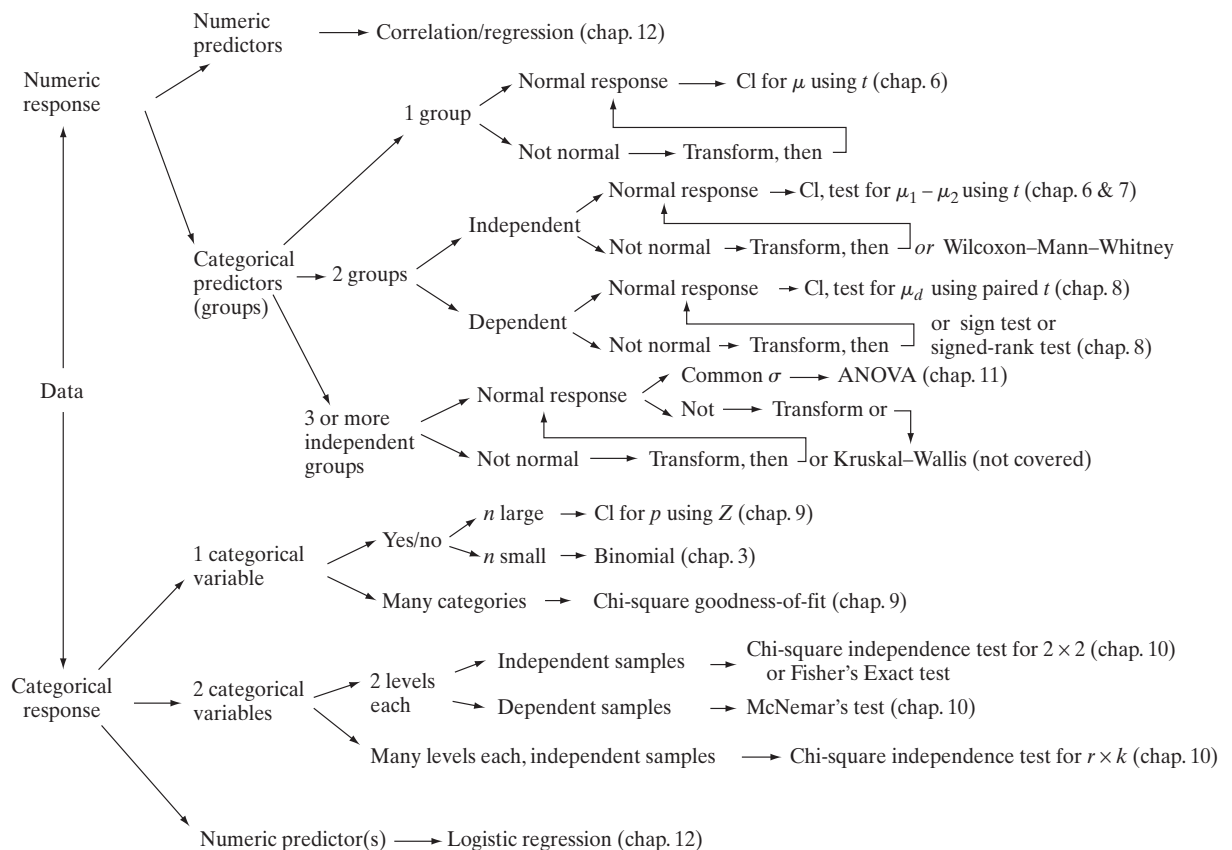 Numeric
predictors
Correlation/regression (chap. 12)
Numeric
response
Normal response
Cl for μ using t (chap. 6)
1 group
Not normal
Transform, then
Normal response
Cl, test for μ1 – μ2 using t (chap. 6 & 7)
Independent
Not normal
Transform, then
or Wilcoxon–Mann–Whitney
Categorical
predictors
(groups)
2 groups
Normal response
Cl, test for μd using paired t (chap. 8)
Dependent
Not normal
Transform, then
or sign test or
signed-rank test (chap. 8)
Data
Common σ
ANOVA (chap. 11)
Normal response
Not
Transform or
3 or more
independent
groups
Not normal
Transform, then
or Kruskal–Wallis (not covered)
n large
Cl for p using Z (chap. 9)
Yes/no
n small
Binomial (chap. 3)
1 categorical
variable
Many categories
Chi-square goodness-of-fit (chap. 9)
Categorical
response
2 categorical
variables
2 levels
each
Independent samples
Chi-square independence test for 2 × 2 (chap. 10)
or Fisher's Exact test
Dependent samples
McNemar's test (chap. 10)
Many levels each, independent samples
Chi-square independence test for r × k (chap. 10)
Numeric predictor(s)
Logistic regression (chap. 12)